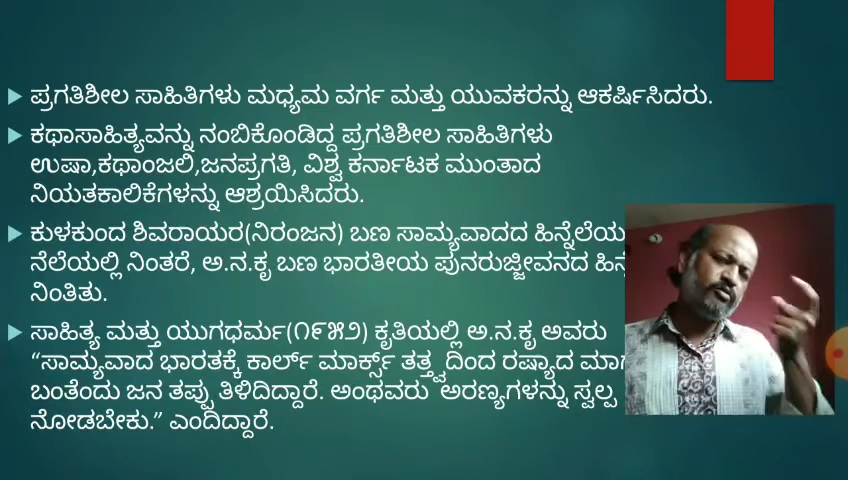 ಪ್ರಗತಿಶೀಲ ಸಾಹಿತಿಗಳು ಮಧ್ಯಮ ವರ್ಗ ಮತ್ತು ಯುವಕರನ್ನು ಆಕರ್ಷಿಸಿದರು.
ಕಥಾಸಾಹಿತ್ಯವನ್ನು ನಂಬಿಕೊಂಡಿದ್ದ ಪ್ರಗತಿಶೀಲ ಸಾಹಿತಿಗಳು
ಉಷಾ,ಕಥಾಂಜಲಿ,ಜನಪ್ರಗತಿ, ವಿಶ್ವ ಕರ್ನಾಟಕ ಮುಂತಾದ
ನಿಯತಕಾಲಿಕೆಗಳನ್ನು ಆಶ್ರಯಿಸಿದರು.
ಕುಳಕುಂದ ಶಿವರಾಯರ(ನಿರಂಜನ) ಬಣ ಸಾಮ್ಯವಾದದ ಹಿನ್ನೆಲೆಯ
ನೆಲೆಯಲ್ಲಿ ನಿಂತರೆ, ಅ.ನ.ಕೃ ಬಣ ಭಾರತೀಯ ಪುನರುಜ್ಜೀವನದ
ನಿಂತಿತು.
ಸಾಹಿತ್ಯ ಮತ್ತು ಯುಗಧರ್ಮ(೧೯೫೨) ಕೃತಿಯಲ್ಲಿ ಅ.ನ.ಕೃ ಅವರು
“ಸಾಮ್ಯವಾದ ಭಾರತಕ್ಕೆ ಕಾರ್ಲ್ ಮಾರ್ಕ್ಸ್ ತತ್ತ್ವದಿಂದ ರಷ್ಯಾದ
ಬಂತೆಂದು ಜನ ತಪ್ಪು ತಿಳಿದಿದ್ದಾರೆ. ಅಂಥವರು ಅರಣ್ಯಗಳನ್ನು ಸ್ವಲ್ಪ
ನೋಡಬೇಕು.” ಎಂದಿದ್ದಾರೆ.